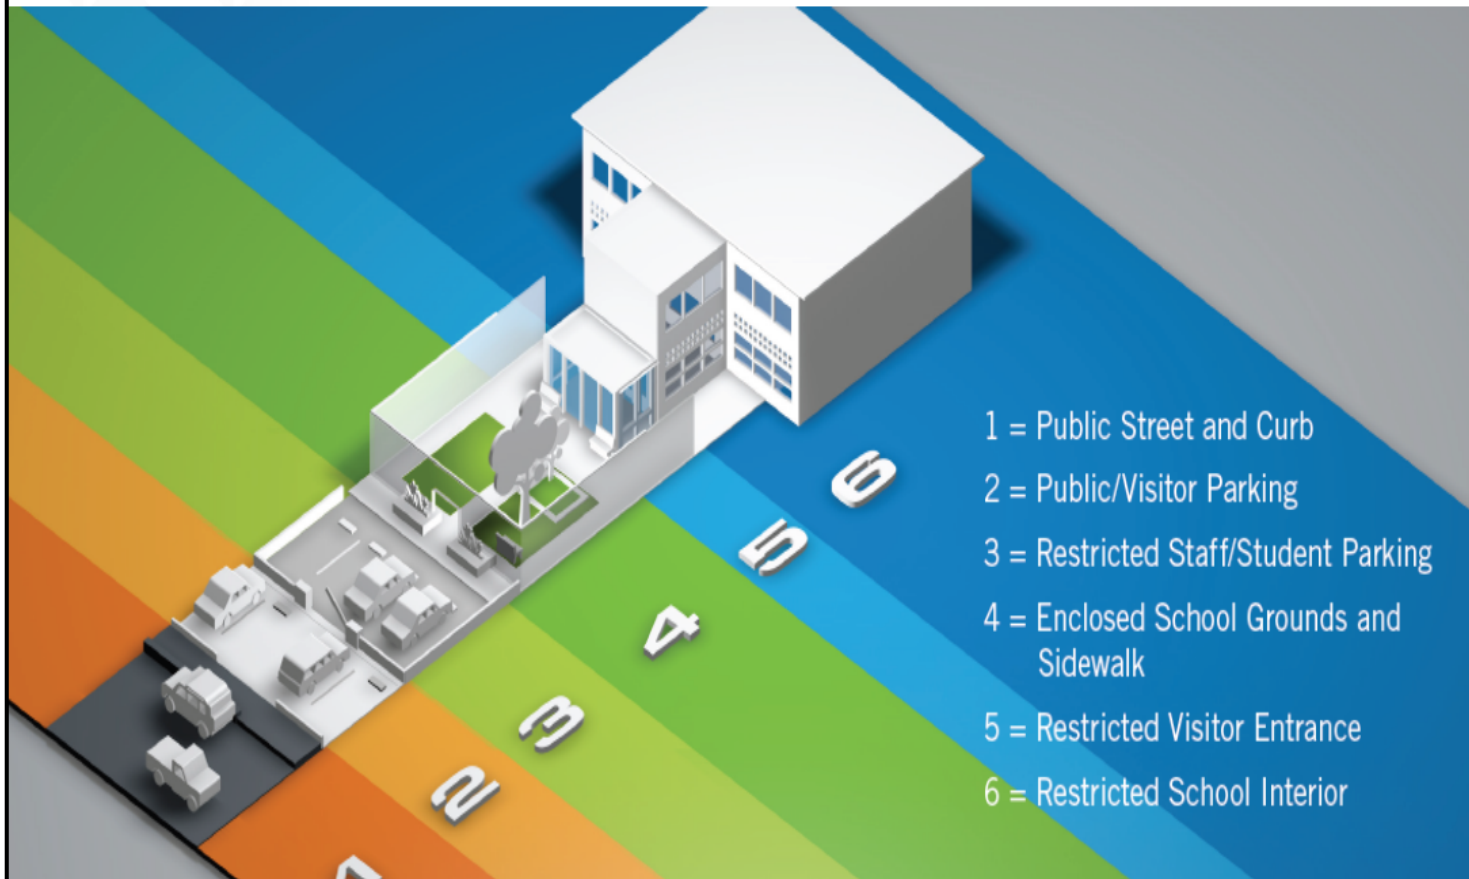 1 = Public Street and Curb
2 = Public/Visitor Parking
3 = Restricted Staff/Student Parking
4 = Enclosed School Grounds and
Sidewalk
5 = Restricted Visitor Entrance
6 = Restricted School Interior
6
5
4
3
2
1